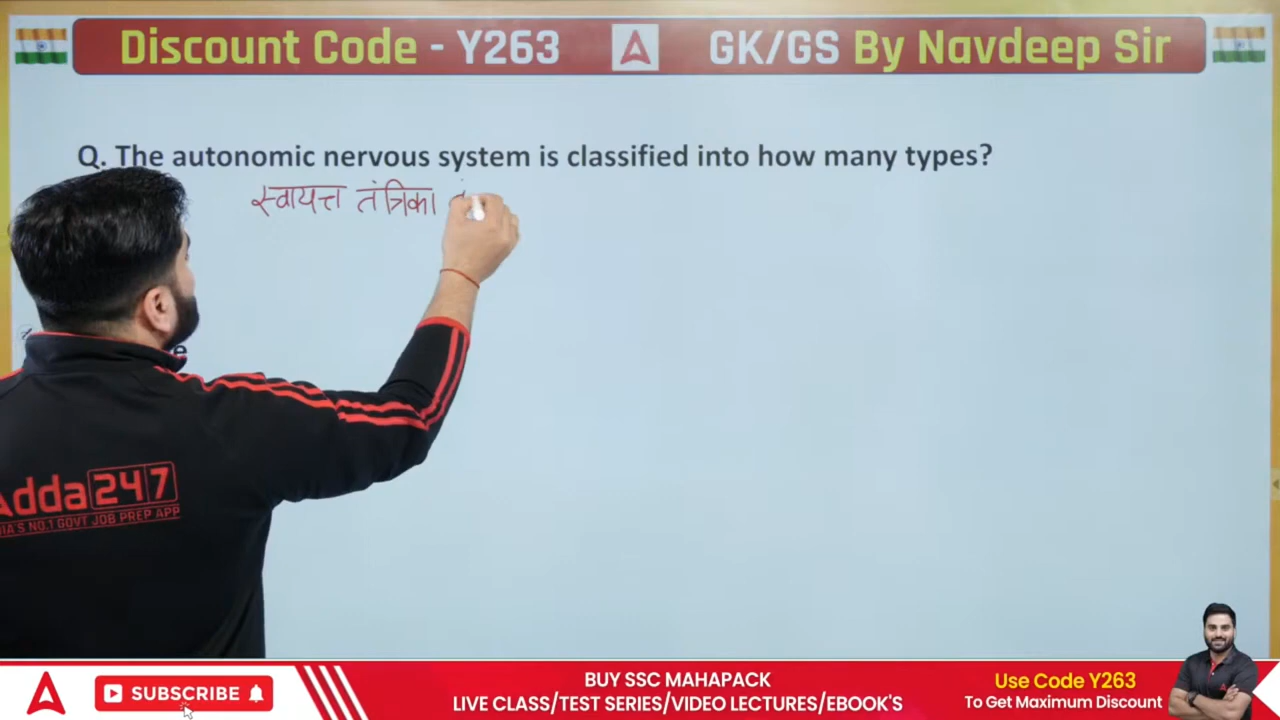 Discount Code - Y263 GK/GS By Navdeep Sir
Q. The autonomic nervous system is classified into how many types?
स्वायत्त तंत्रिका
Adda247
INDIA'S NO.1 GOVT JOB PREP APP
SUBSCRIBE
BUY SSC MAHAPACK
LIVE CLASS/TEST SERIES/VIDEO LECTURES/EBOOK'S
Use Code Y263
To Get Maximum Discount